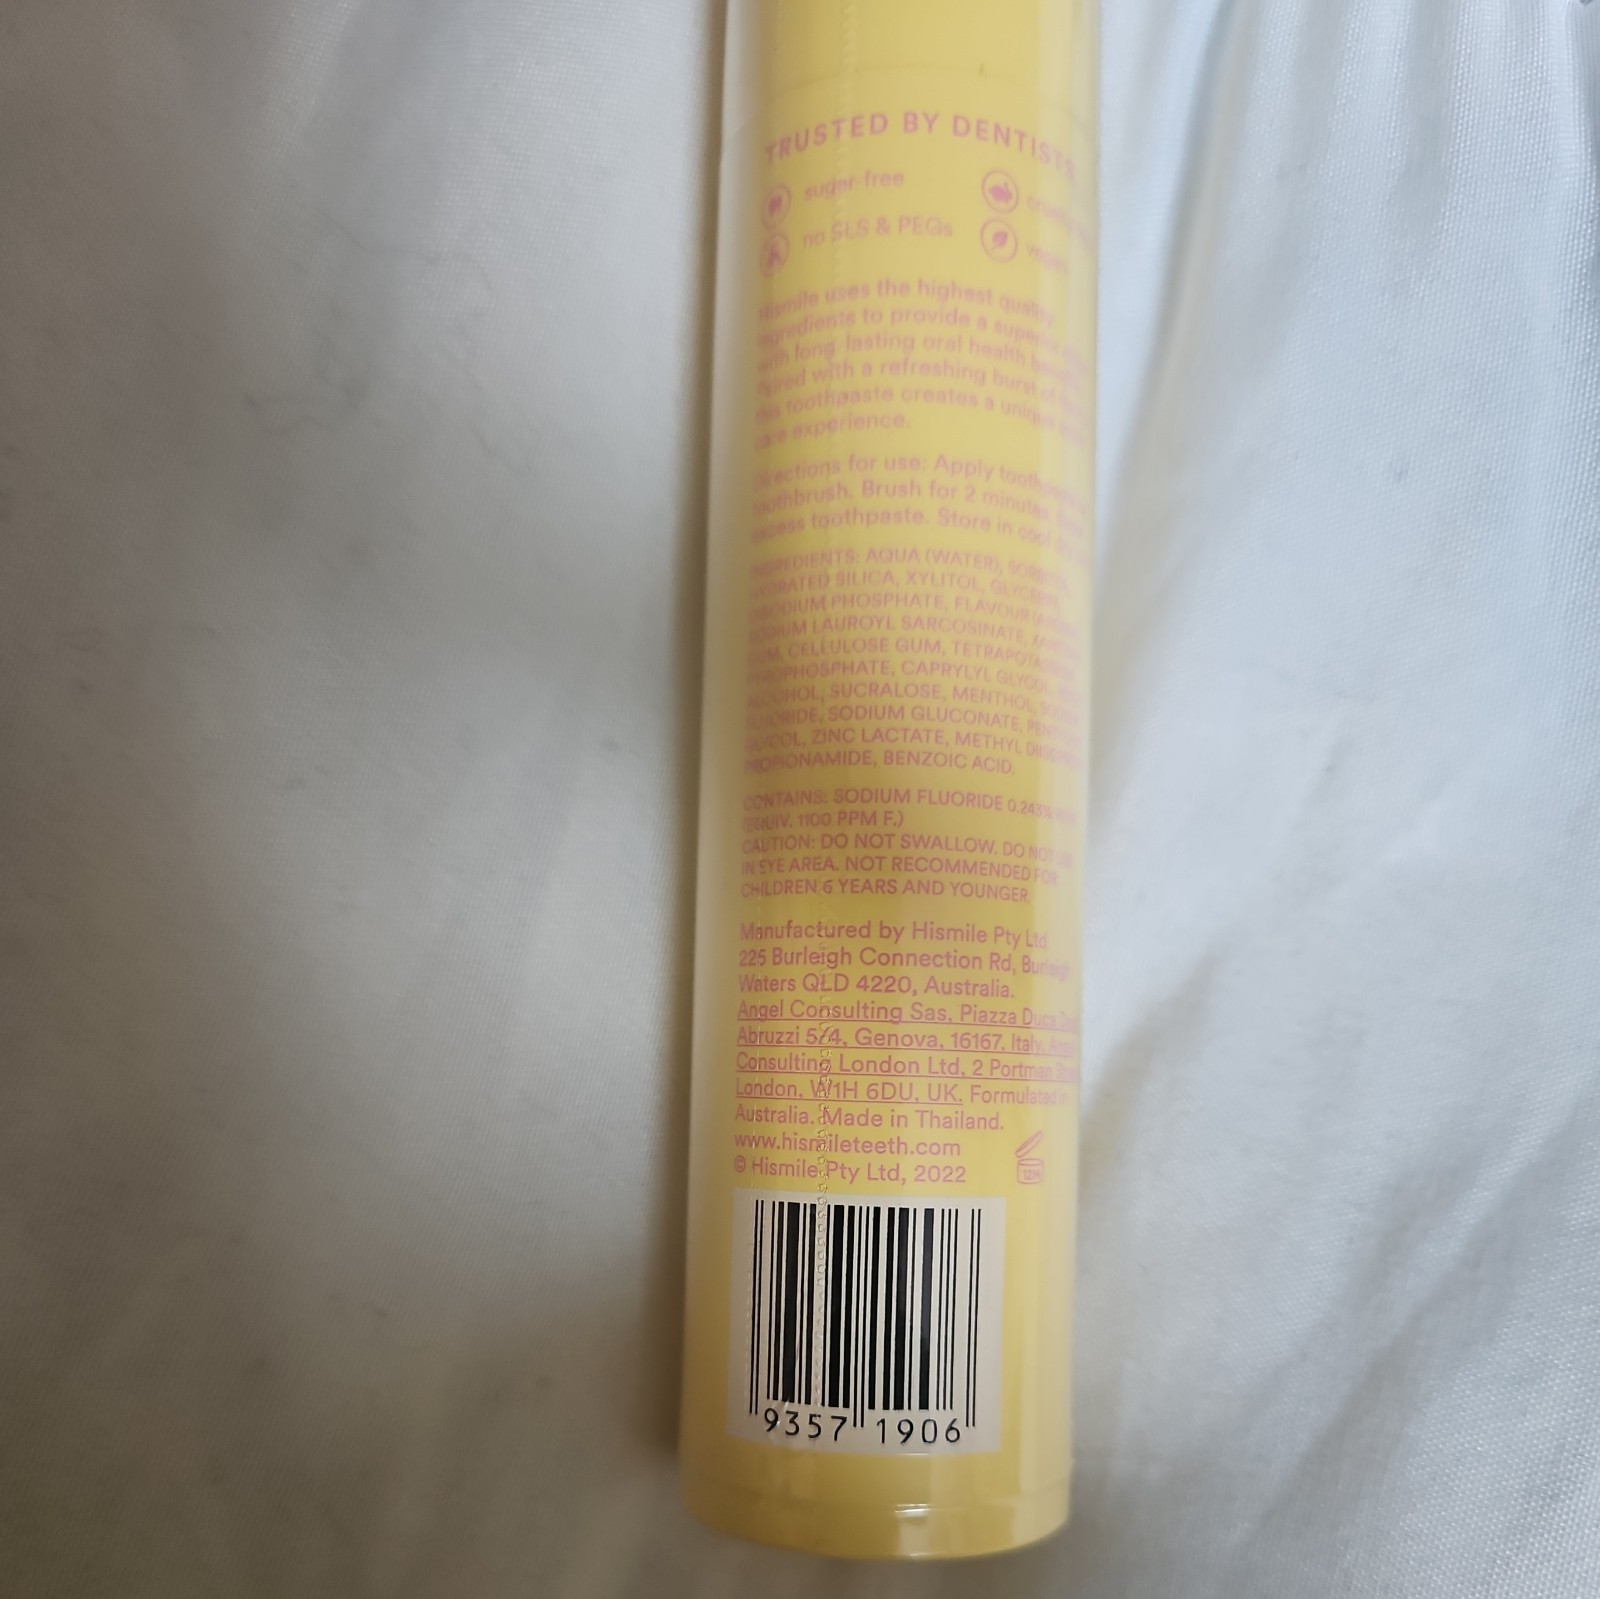 TRUSTED BY DENTISTS
sugar-free
no SLS & PEGs
vegan
Hismile uses the highest quality
ingredients to provide a
with long lasting oral health
Paired with a refreshing burst of
this toothpaste creates a unique
care experience.
Directions for use: Apply
toothbrush. Brush for 2 minutes.
excess toothpaste. Store in cool
INGREDIENTS: AQUA (WATER),
HYDRATED SILICA, XYLITOL, GLYCERIN,
PHOSPHATE, FLAVOUR
SODIUM LAUROYL SARCOSINATE,
GUM, CELLULOSE GUM,
PYROPHOSPHATE, CAPRYLYL GLYCOL,
ALCOHOL, SUCRALOSE, MENTHOL,
FLUORIDE, SODIUM GLUCONATE,
GLYCOL, ZINC LACTATE, METHYL
PROPIONAMIDE, BENZOIC ACID.
CONTAINS: SODIUM FLUORIDE 0.243%
(EQUIV. 1100 PPM F.)
CAUTION: DO NOT SWALLOW. DO NOT
IN EYE AREA. NOT RECOMMENDED FOR
CHILDREN 6 YEARS AND YOUNGER.
Manufactured by Hismile Pty Ltd
225 Burleigh Connection Rd, Burleigh
Waters QLD 4220, Australia.
Angel Consulting Sas, Piazza Duca
Abruzzi 5/4, Genova, 16167, Italy.
Consulting London Ltd, 2 Portman
London, W1H 6DU, UK. Formulated in
Australia. Made in Thailand.
www.hismileteeth.com
© Hismile Pty Ltd, 2022
12M
9357 1906